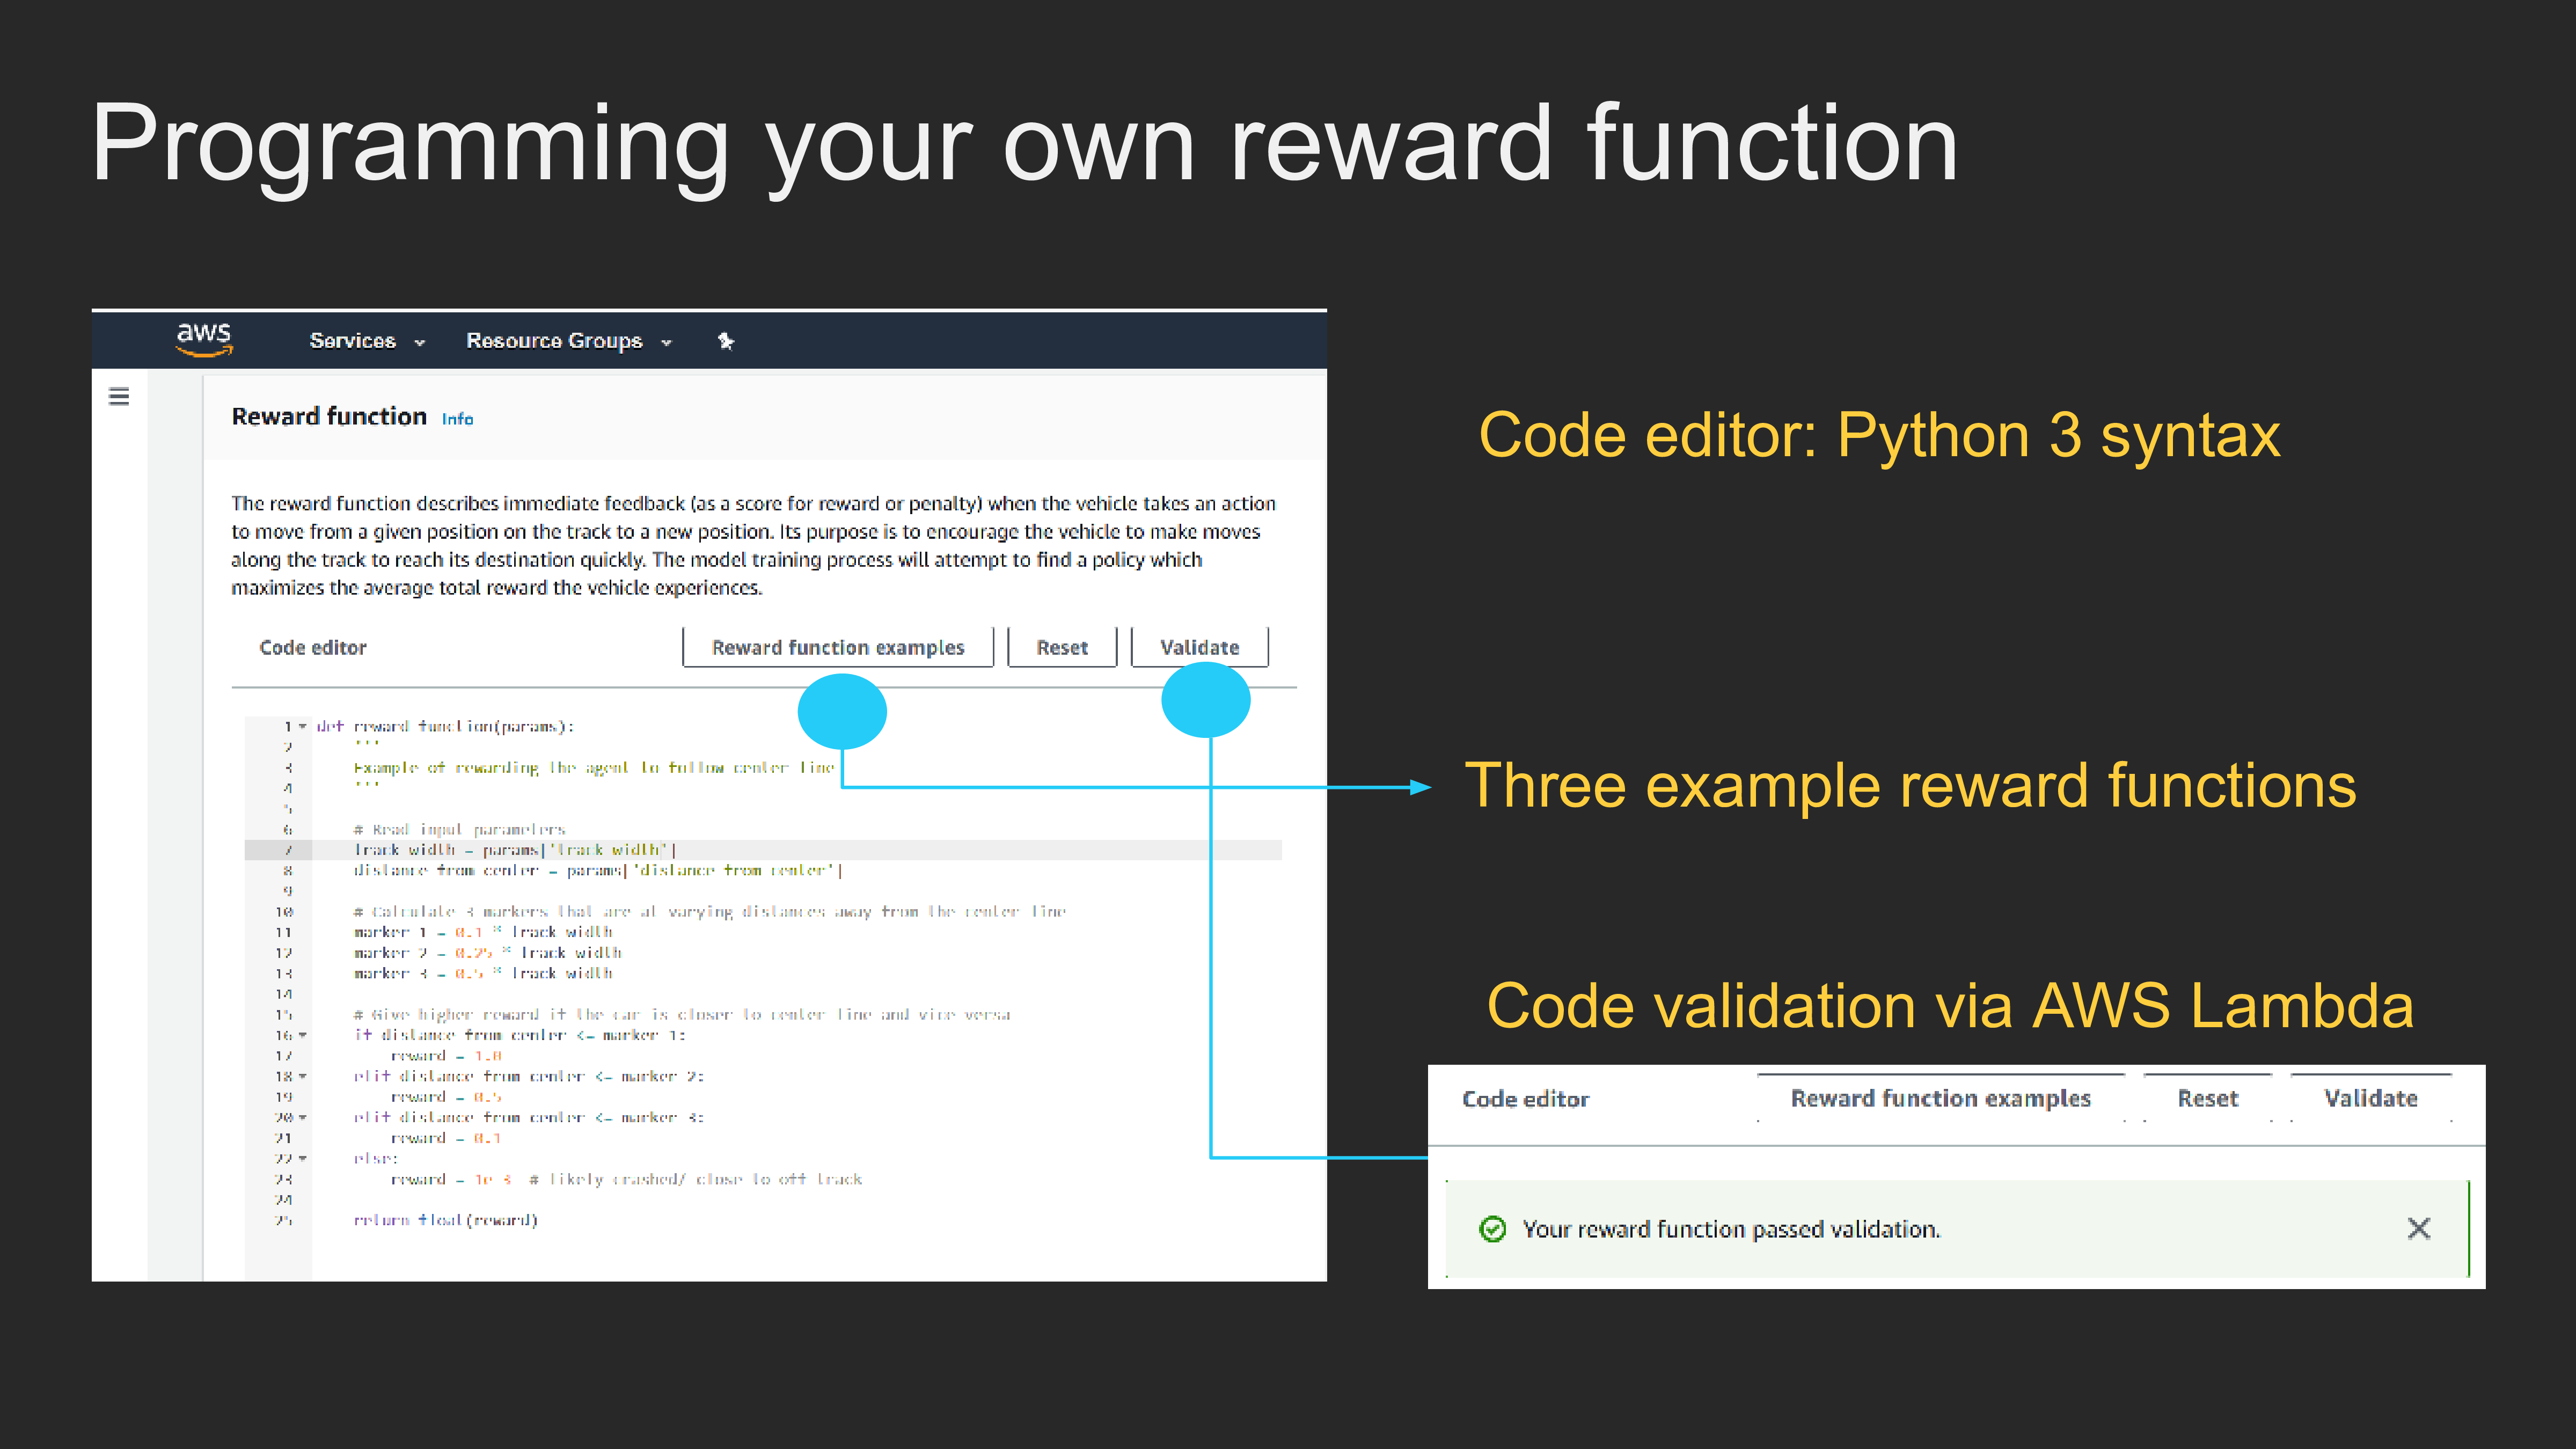 Programming your own reward function
aws Services Resource Groups
Reward function Info
The reward function describes immediate feedback (as a score for reward or penalty) when the vehicle takes an action
to move from a given position on the track to a new position. Its purpose is to encourage the vehicle to make moves
along the track to reach its destination quickly. The model training process will attempt to find a policy which
maximizes the average total reward the vehicle experiences.
Code editor Reward function examples Reset Validate
1 def reward_function(params):
2 '''
3 Example of rewarding the agent to follow center line
4 '''
5
6 # Read input parameters
7 track_width = params['track_width']
8 distance_from_center = params['distance_from_center']
9
10 # Calculate 3 markers that are at varying distances away from the center line
11 marker_1 = 0.1 * track_width
12 marker_2 = 0.25 * track_width
13 marker_3 = 0.5 * track_width
14
15 # Give higher reward if the car is closer to center line and vice versa
16 if distance_from_center <= marker_1:
17 reward = 1.0
18 elif distance_from_center <= marker_2:
19 reward = 0.5
20 elif distance_from_center <= marker_3:
21 reward = 0.1
22 else:
23 reward = 1e-3 # likely crashed/ close to off track
24
25 return float(reward)
Code editor: Python 3 syntax
Three example reward functions
Code validation via AWS Lambda
Code editor Reward function examples Reset Validate
Your reward function passed validation.